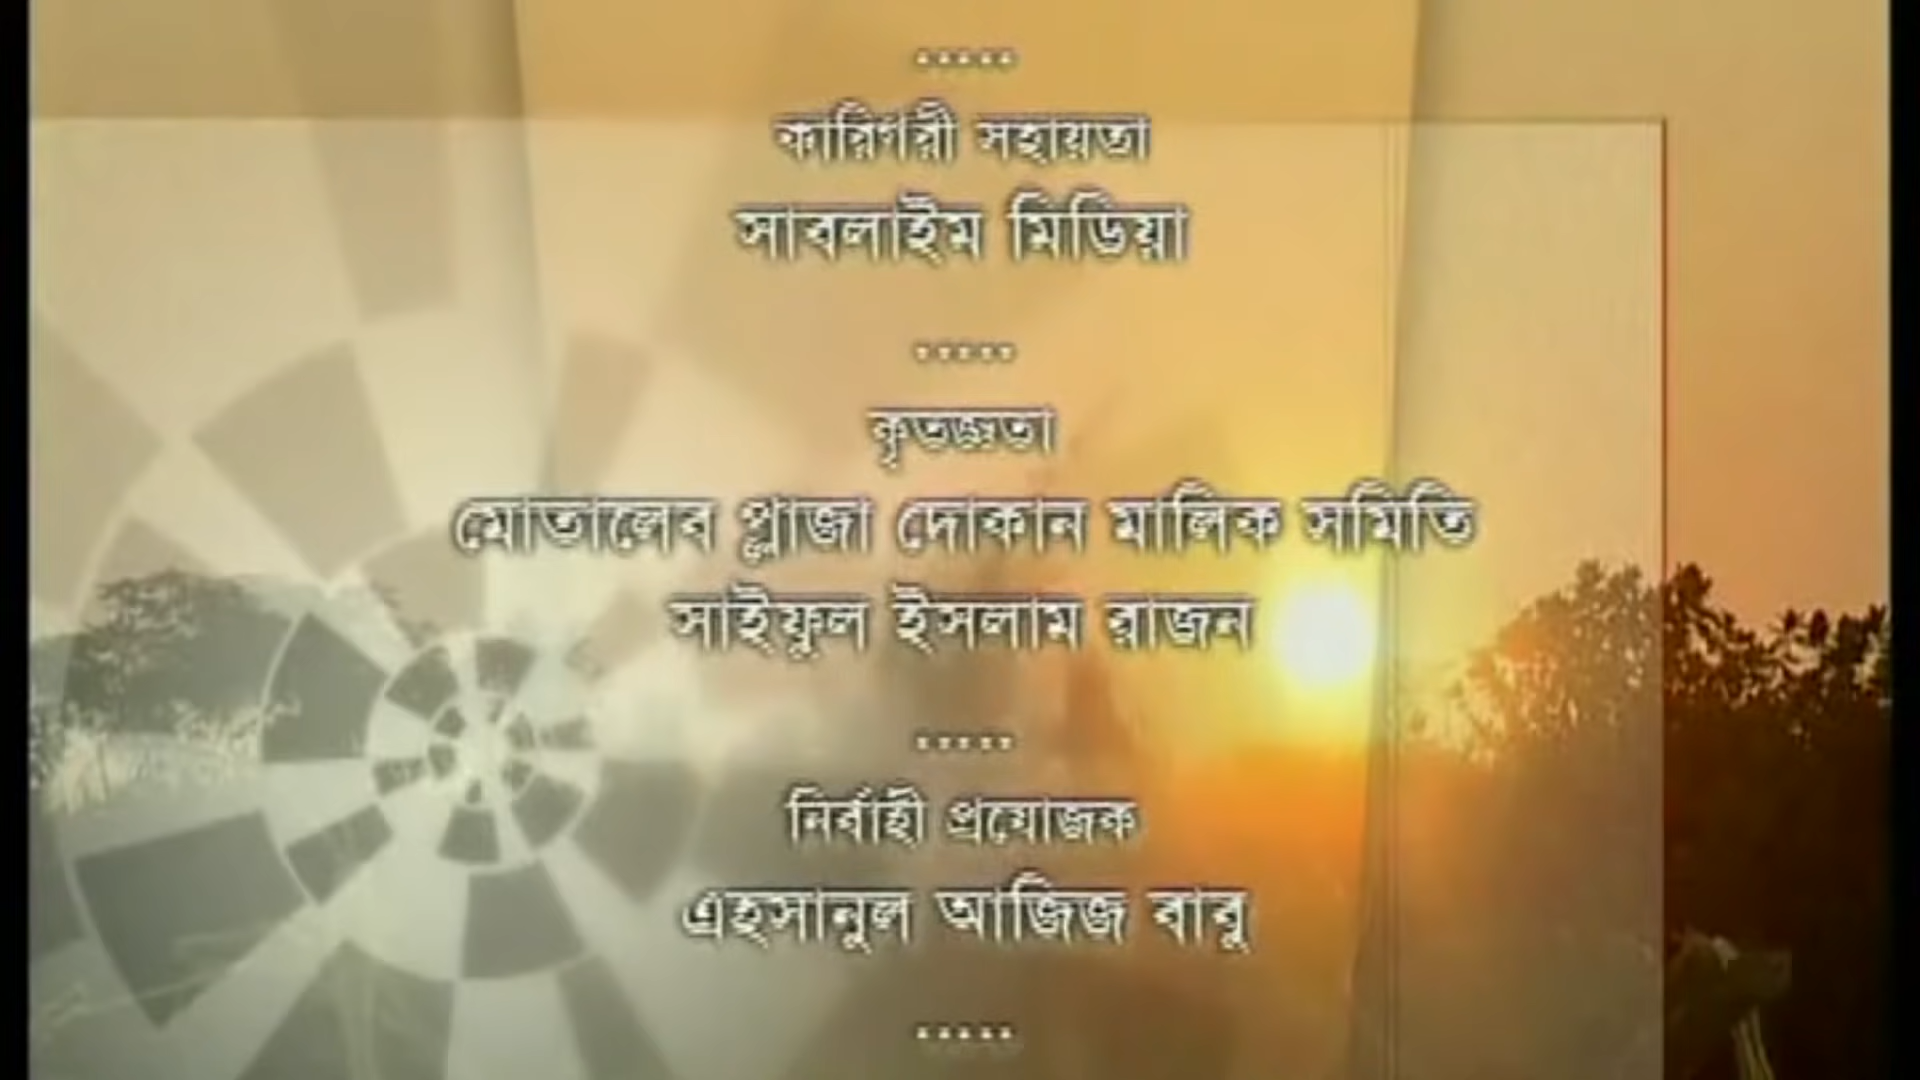 .....
কারিগরী সহায়তা
সাবলাইম মিডিয়া
.....
কৃতজ্ঞতা
মোতালেব প্লাজা দোকান মালিক সমিতি
সাইফুল ইসলাম রাজন
.....
নির্বাহী প্রযোজক
এহসানুল আজিজ বাবু
.....